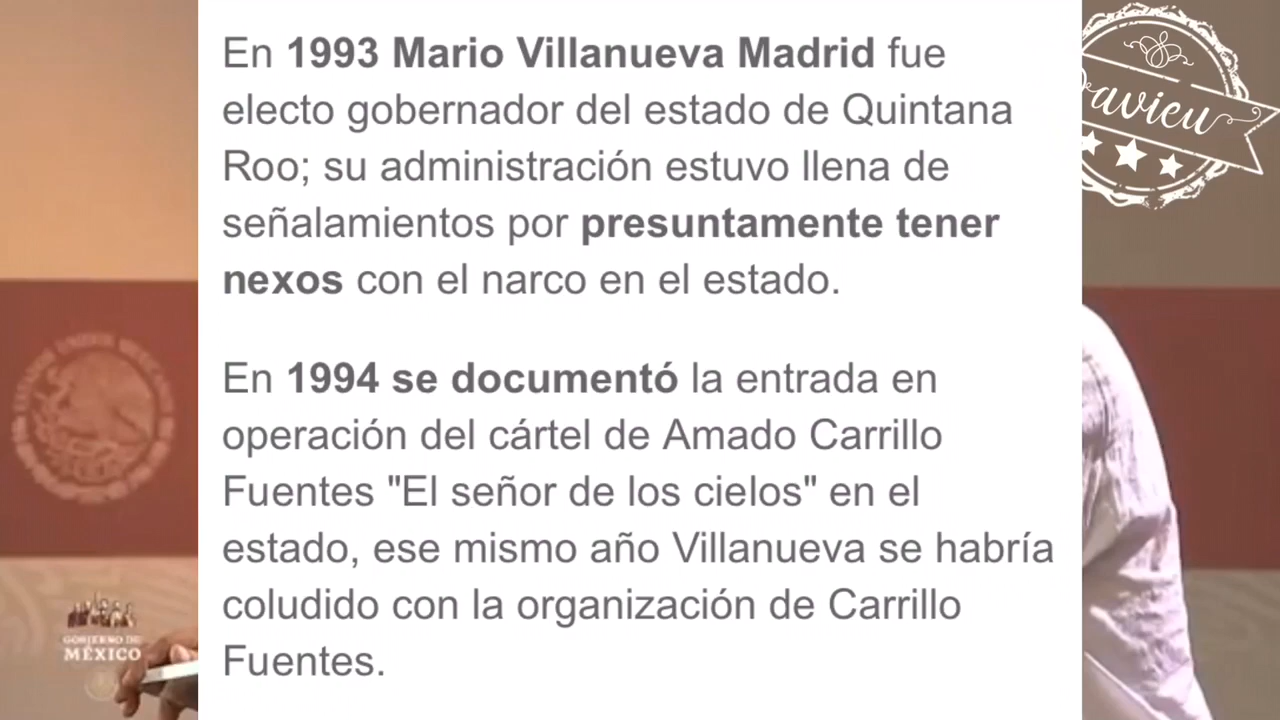 En 1993 Mario Villanueva Madrid fue
electo gobernador del estado de Quintana
Roo; su administración estuvo llena de
señalamientos por presuntamente tener
nexos con el narco en el estado.
En 1994 se documentó la entrada en
operación del cártel de Amado Carrillo
Fuentes "El señor de los cielos" en el
estado, ese mismo año Villanueva se habría
coludido con la organización de Carrillo
Fuentes.
avieu
GOBIERNO DE
MÉXICO